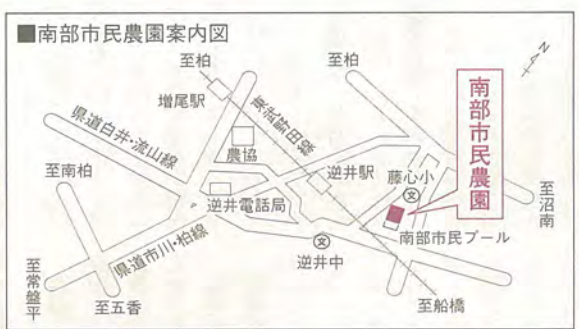 ■南部市民農園案内図
至柏
至柏
N
増尾駅
東武野田線
南部市民農園
県道白井・流山線
農協
逆井駅
藤心小
至南柏
文
至沼南
逆井電話局
南部市民プール
文
県道市川・柏線
逆井中
至常盤平
至五香
至船橋